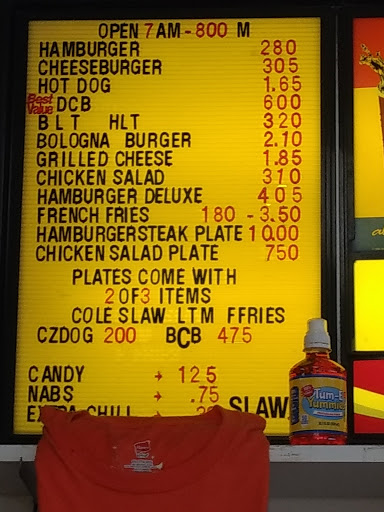 OPEN 7AM - 800 M
HAMBURGER 280
CHEESEBURGER 305
HOT DOG 1.65
Best Value DCB 600
BLT HLT 320
BOLOGNA BURGER 2.10
GRILLED CHEESE 1.85
CHICKEN SALAD 310
HAMBURGER DELUXE 405
FRENCH FRIES 180 - 3.50
HAMBURGERSTEAK PLATE 10.00
CHICKEN SALAD PLATE 750
PLATES COME WITH
2 OF 3 ITEMS
COLE SLAW LTM FFRIES
CZDOG 200 BCB 475
CANDY → 125
NABS → .75
SLAW
Tum-E
Yummies